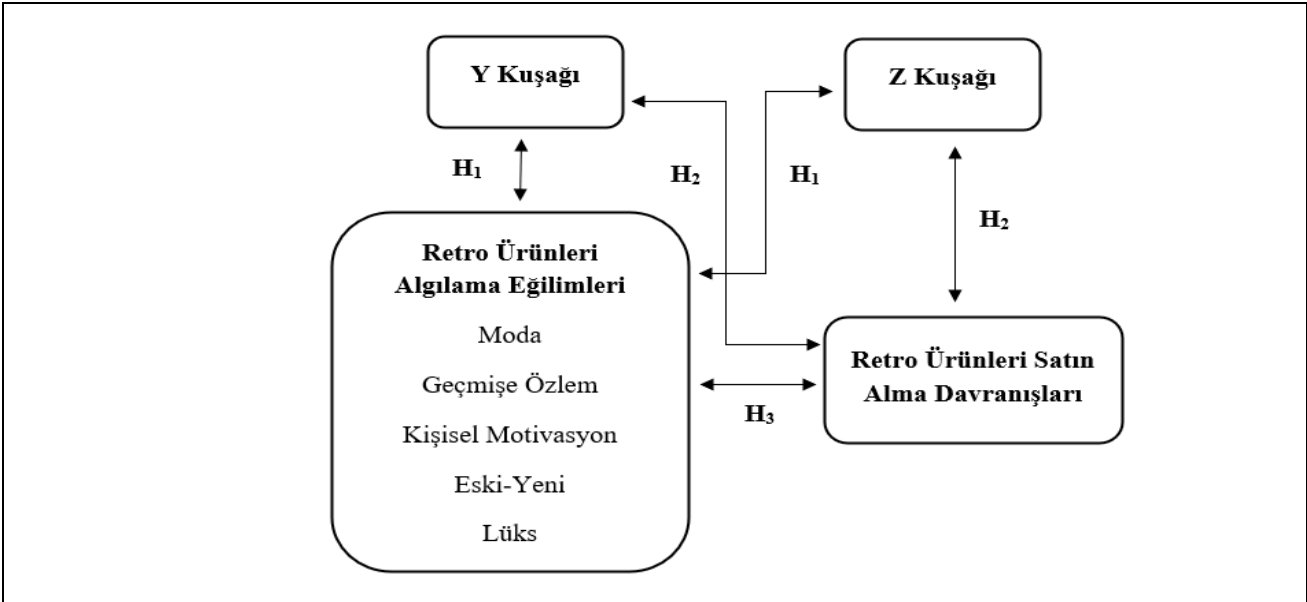 Y Kuşağı
Z Kuşağı
H₁
H₂
H₁
H₂
Retro Ürünleri
Algılama Eğilimleri
Moda
Geçmişe Özlem
Kişisel Motivasyon
Eski-Yeni
Lüks
H₃
Retro Ürünleri Satın
Alma Davranışları